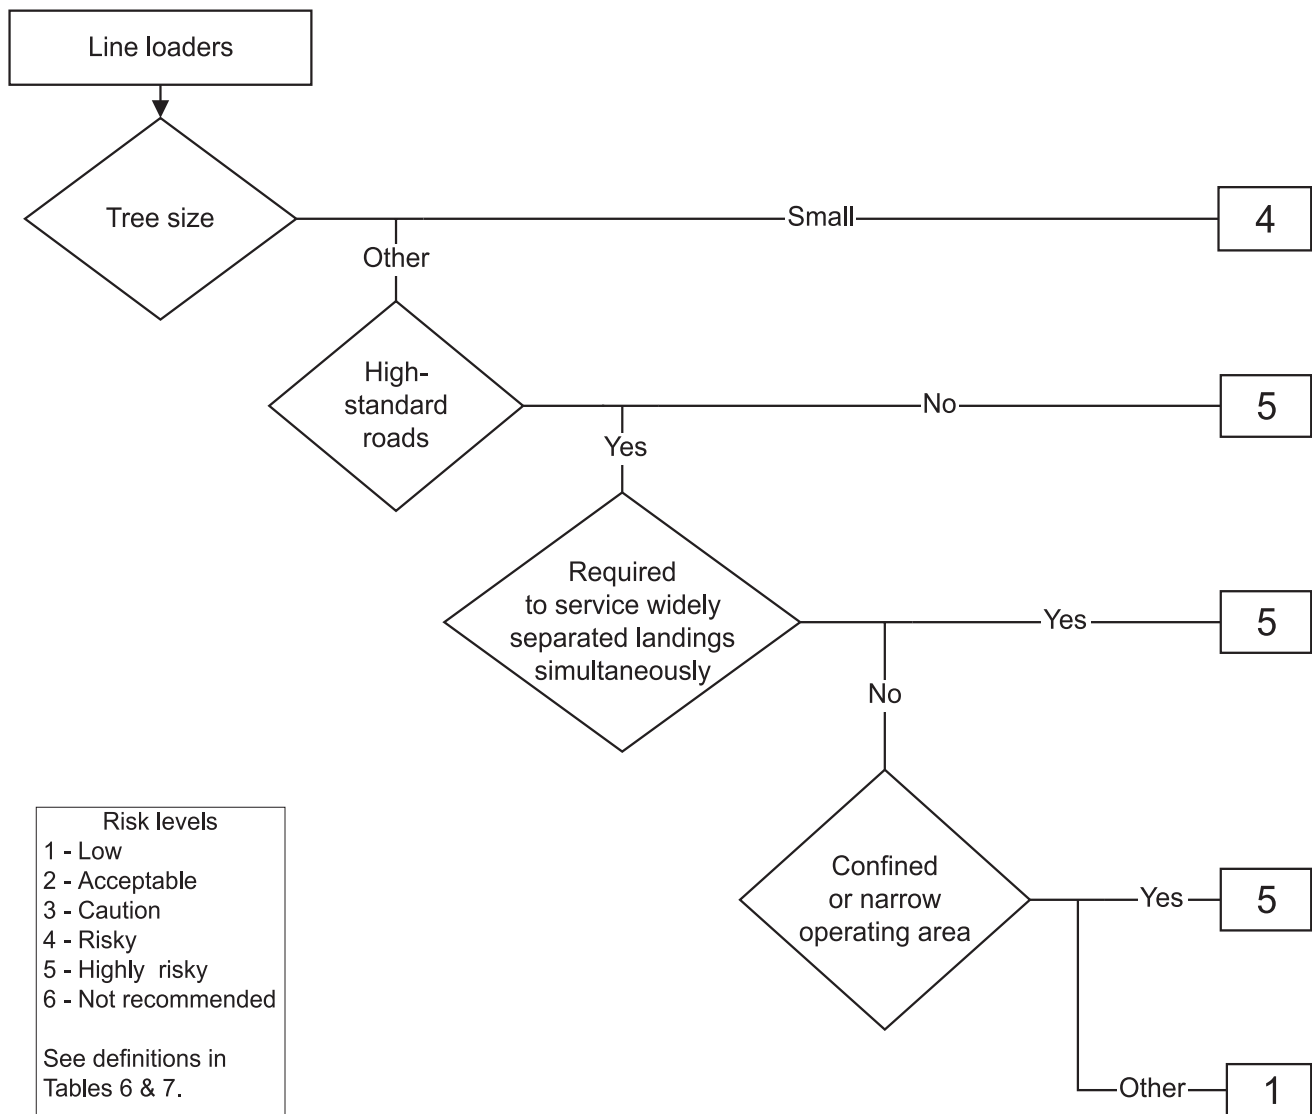 Line loaders
Tree size
Small
4
Other
High-
standard
roads
No
5
Yes
Required
to service widely
separated landings
simultaneously
Yes
5
No
Confined
or narrow
operating area
Yes
5
Other
1
Risk levels
1 - Low
2 - Acceptable
3 - Caution
4 - Risky
5 - Highly risky
6 - Not recommended
See definitions in
Tables 6 & 7.